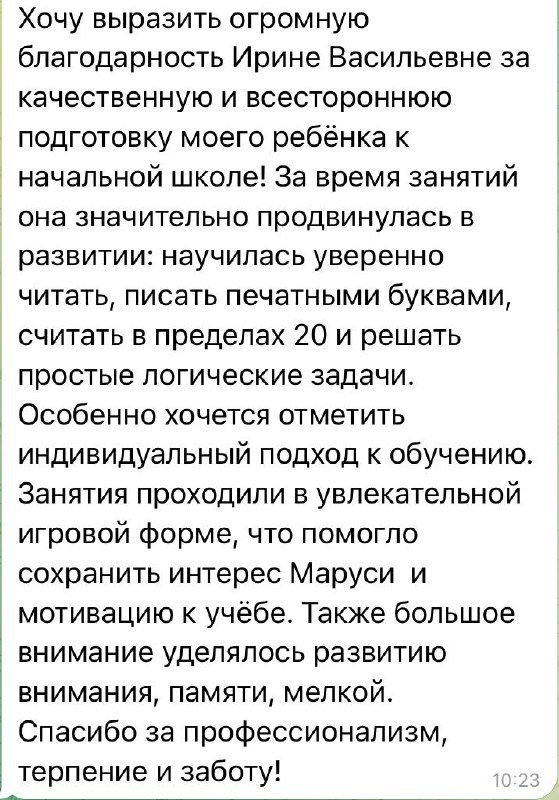 Хочу выразить огромную
благодарность Ирине Васильевне за
качественную и всестороннюю
подготовку моего ребёнка к
начальной школе! За время занятий
она значительно продвинулась в
развитии: научилась уверенно
читать, писать печатными буквами,
считать в пределах 20 и решать
простые логические задачи.
Особенно хочется отметить
индивидуальный подход к обучению.
Занятия проходили в увлекательной
игровой форме, что помогло
сохранить интерес Маруси  и
мотивацию к учёбе. Также большое
внимание уделялось развитию
внимания, памяти, мелкой.
Спасибо за профессионализм,
терпение и заботу!
10:23